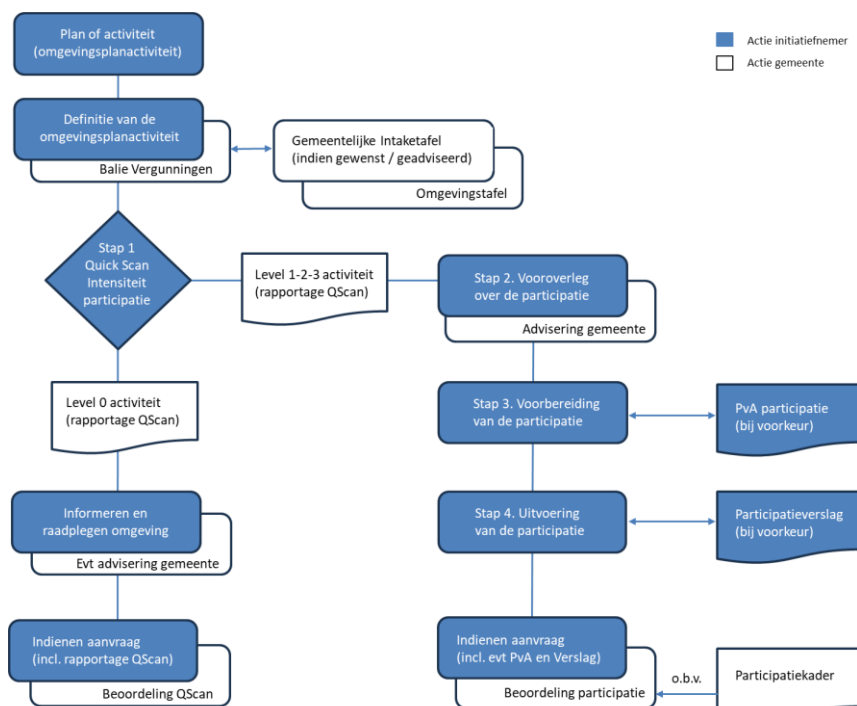 Plan of activiteit
(omgevingsplanactiviteit)
Actie initiatiefnemer
Actie gemeente
Definitie van de
omgevingsplanactiviteit
Balie Vergunningen
Gemeentelijke Intaketafel
(indien gewenst / geadviseerd)
Omgevingstafel
Stap 1
Quick Scan
Intensiteit
participatie
Level 1-2-3 activiteit
(rapportage QScan)
Stap 2. Vooroverleg
over de participatie
Advisering gemeente
Level 0 activiteit
(rapportage QScan)
Stap 3. Voorbereiding
van de participatie
PvA participatie
(bij voorkeur)
Informeren en
raadplegen omgeving
Evt advisering gemeente
Stap 4. Uitvoering
van de participatie
Participatieverslag
(bij voorkeur)
Indienen aanvraag
(incl. rapportage QScan)
Beoordeling QScan
Indienen aanvraag
(incl. evt PvA en Verslag)
Beoordeling participatie
o.b.v.
Participatiekader